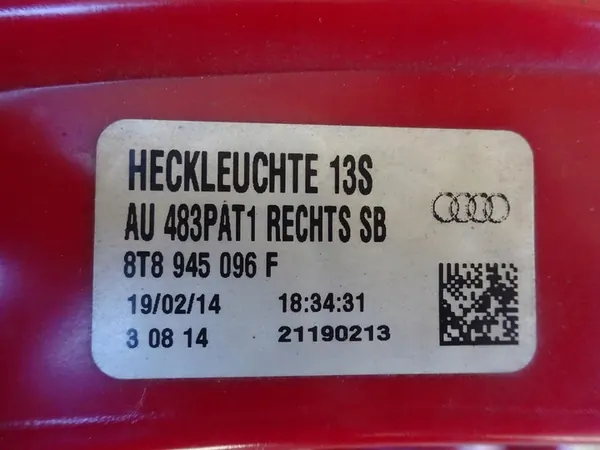 HECKLEUCHTE 13S
AU 483PAT1 RECHTS SB
8T8 945 096 F
19/02/14 18:34:31
3 08 14 21190213